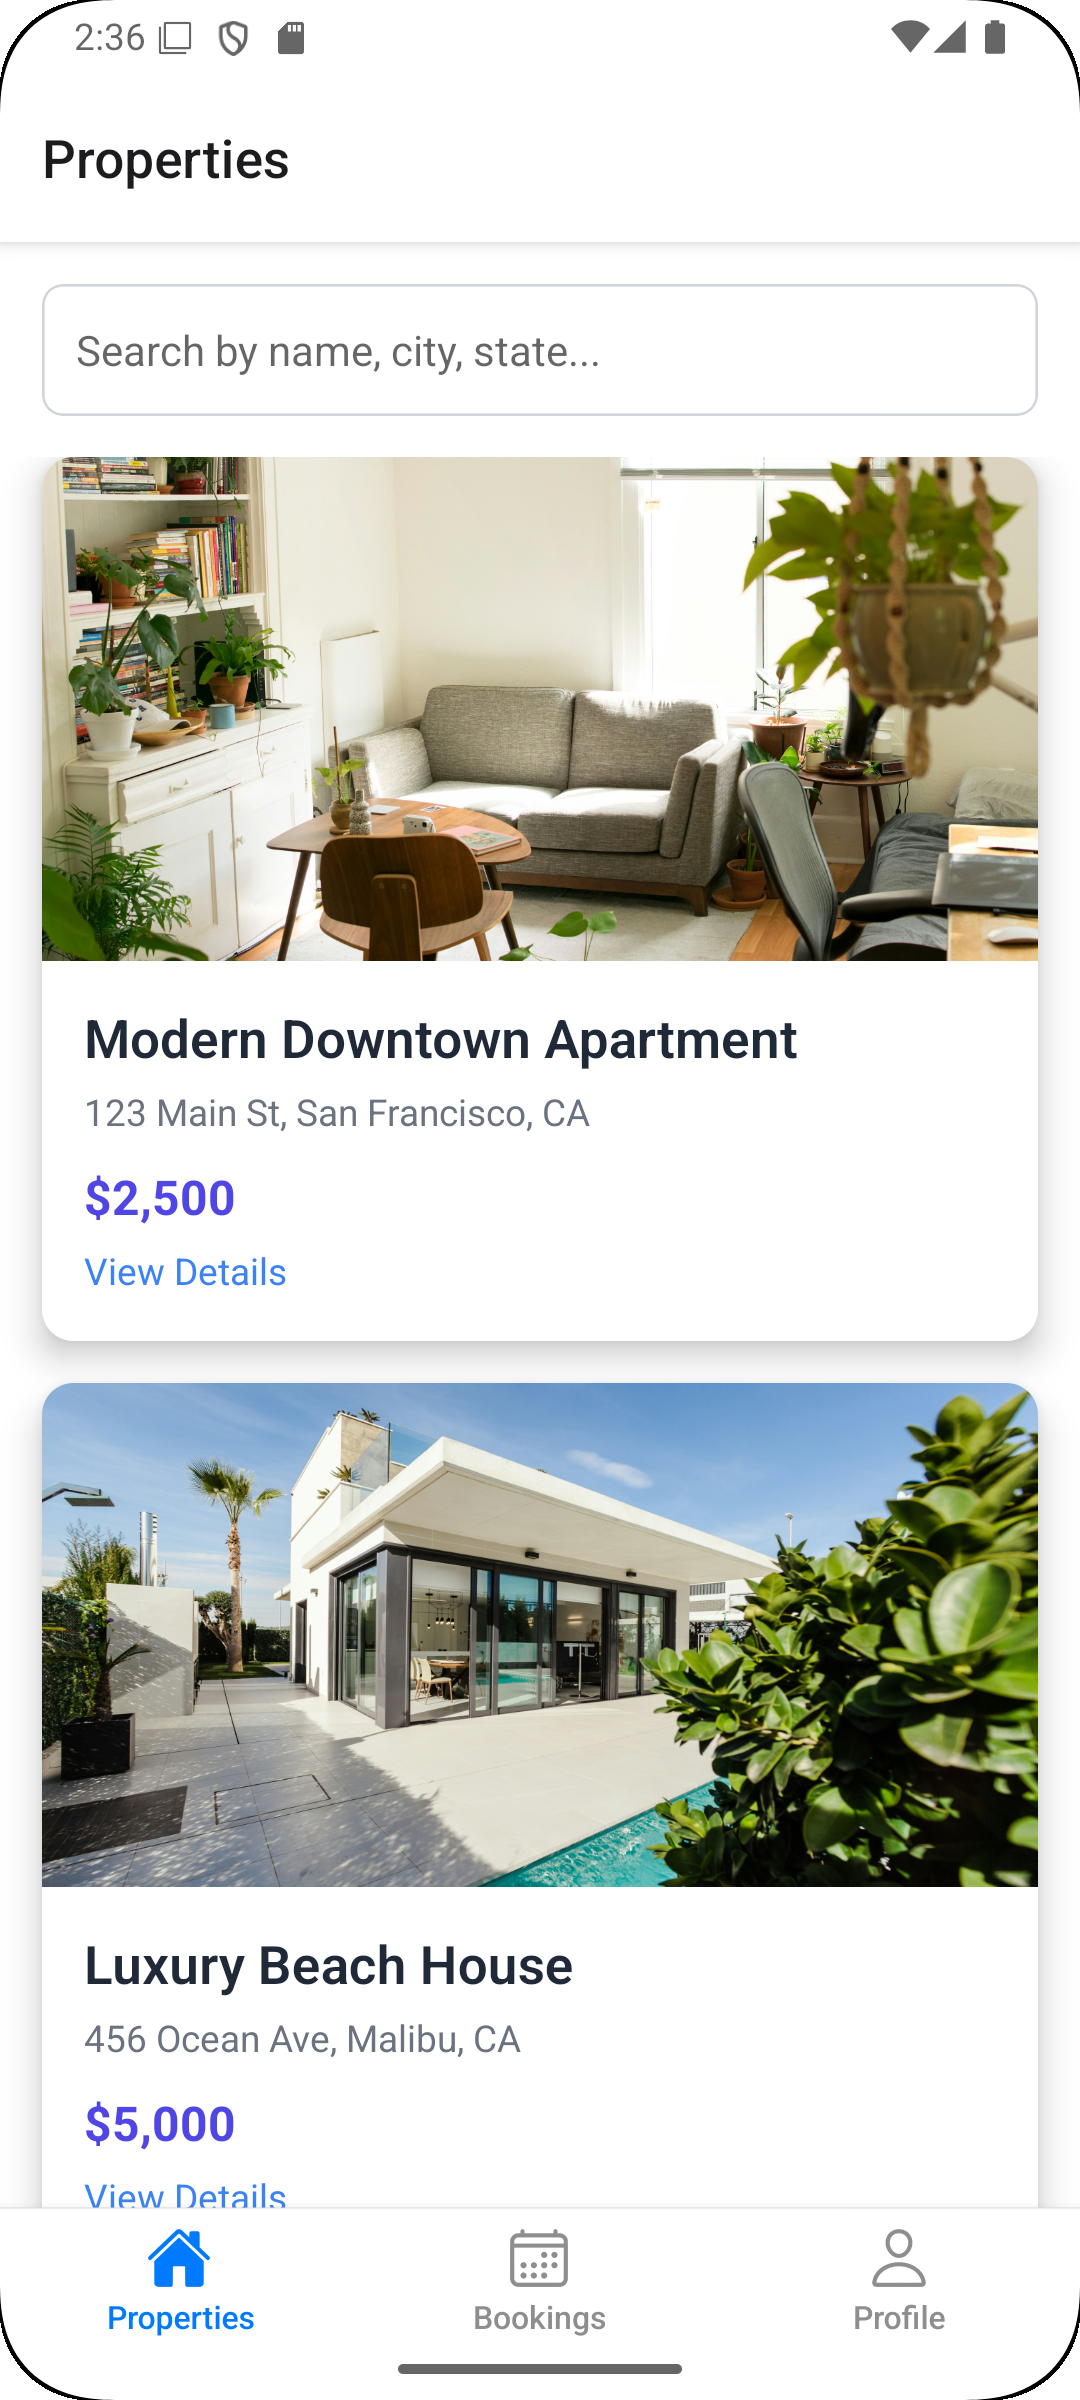 2:36
Properties
Search by name, city, state...
Modern Downtown Apartment
123 Main St, San Francisco, CA
$2,500
View Details
Luxury Beach House
456 Ocean Ave, Malibu, CA
$5,000
View Details
Properties
Bookings
Profile